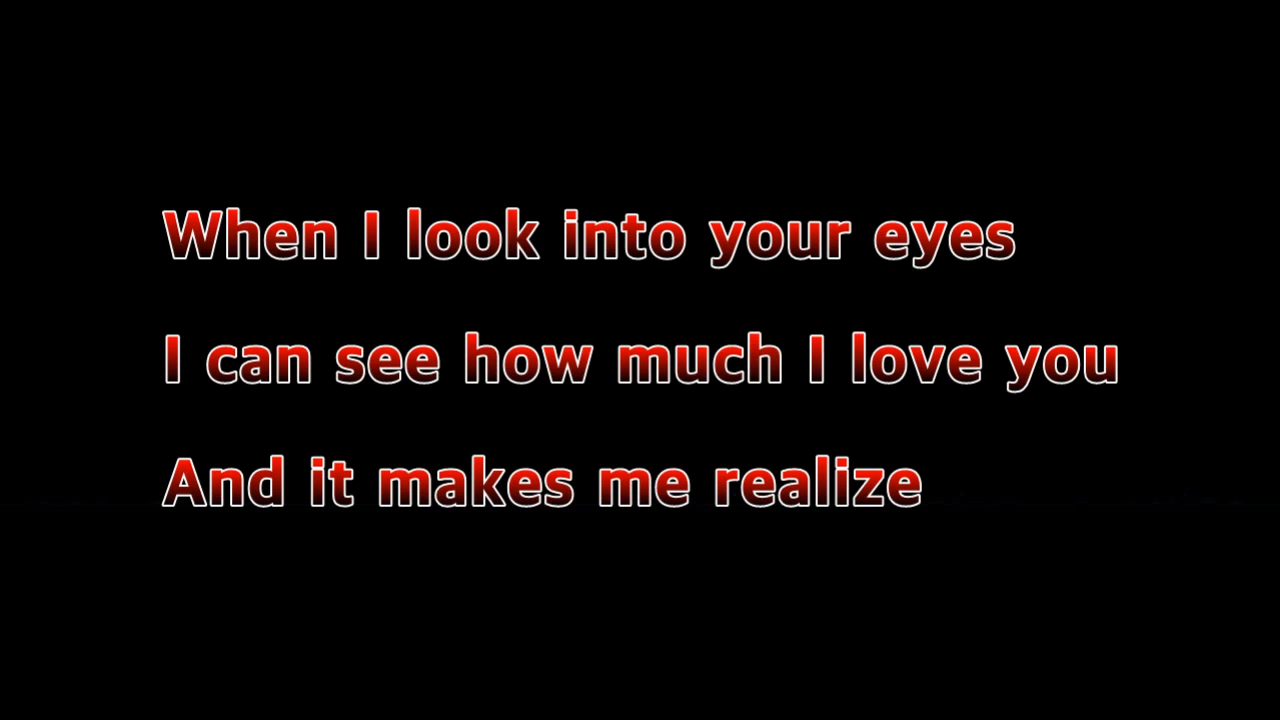 When I look into your eyes
I can see how much I love you
And it makes me realize